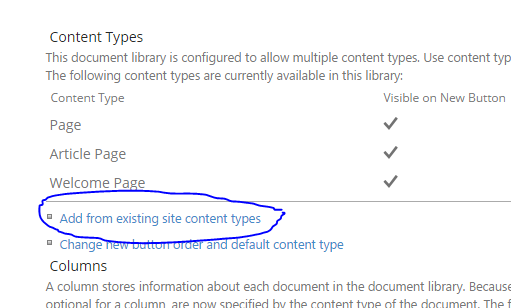 Content Types
This document library is configured to allow multiple content types. Use content typ
The following content types are currently available in this library:
Content Type Visible on New Button
Page
Article Page
Welcome Page
Add from existing site content types
Change new button order and default content type
Columns
A column stores information about each document in the document library. Because
optional for a column, are now specified by the content type of the document. The f